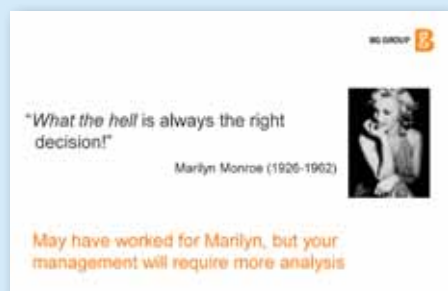 BG GROUP
"What the hell is always the right
decision!"
Marilyn Monroe (1926-1962)
May have worked for Marilyn, but your
management will require more analysis